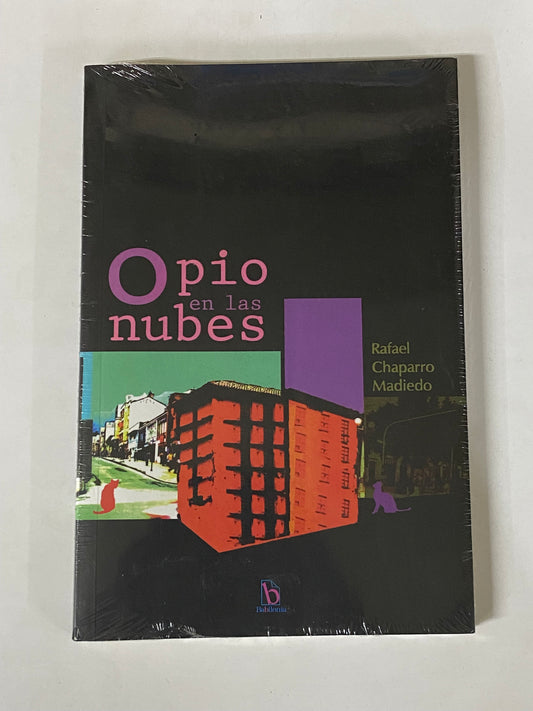 Opio
en las
nubes
Rafael
Chaparro
Madiedo
b
Babilonia